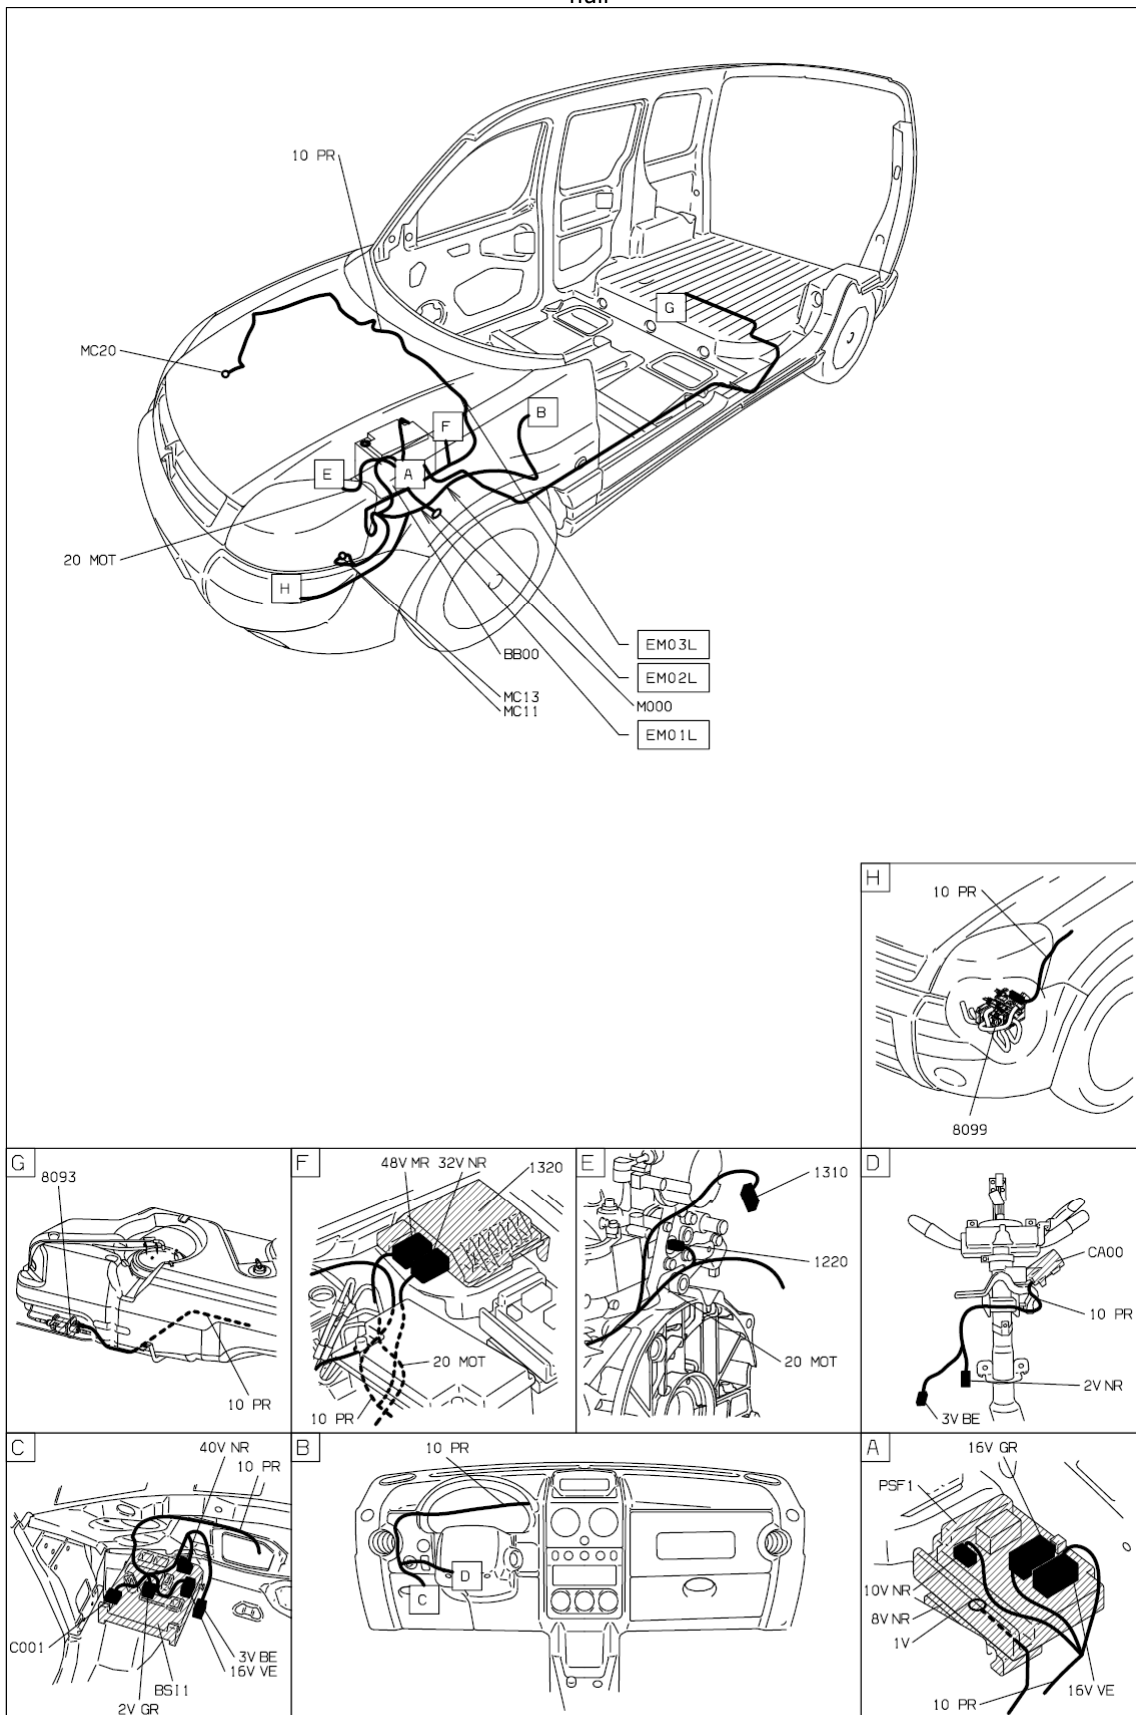 10 PR
G
MC20
B
F
E
A
20 MOT
H
EM03L
BB00
EM02L
MC13
M000
MC11
EM01L
H
10 PR
8099
G
8093
10 PR
F
48V MR 32V NR
1320
20 MOT
10 PR
E
1310
1220
20 MOT
D
CA00
10 PR
2V NR
3V BE
C
40V NR
10 PR
C001
3V BE
16V VE
BSI1
2V GR
B
10 PR
D
C
A
16V GR
PSF1
10V NR
8V NR
1V
16V VE
10 PR